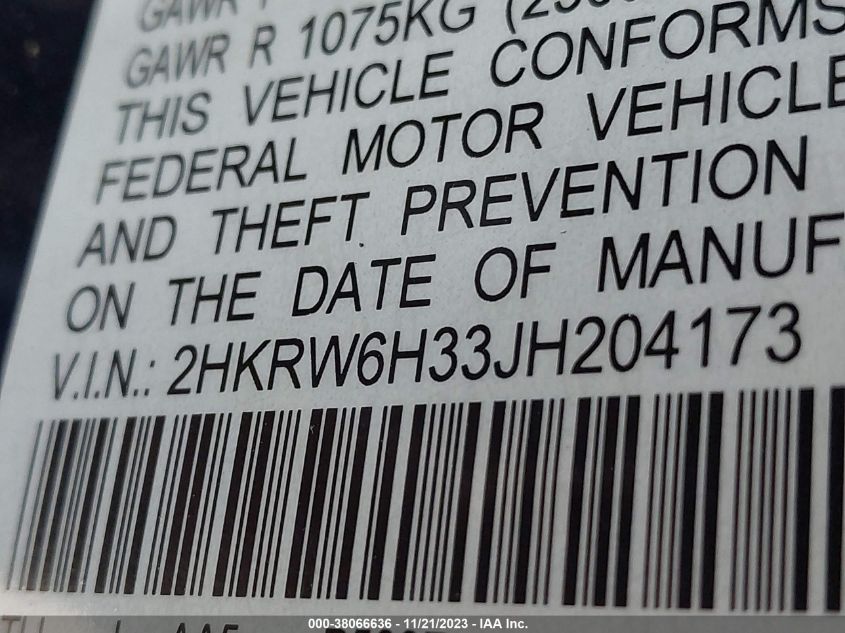 GAWR
GAWR R 1075KG
THIS VEHICLE CONFORMS
FEDERAL MOTOR VEHICLE
AND THEFT PREVENTION
ON THE DATE OF MANUF
V.I.N.: 2HKRW6H33JH204173
000-38066636 - 11/21/2023 - IAA Inc.